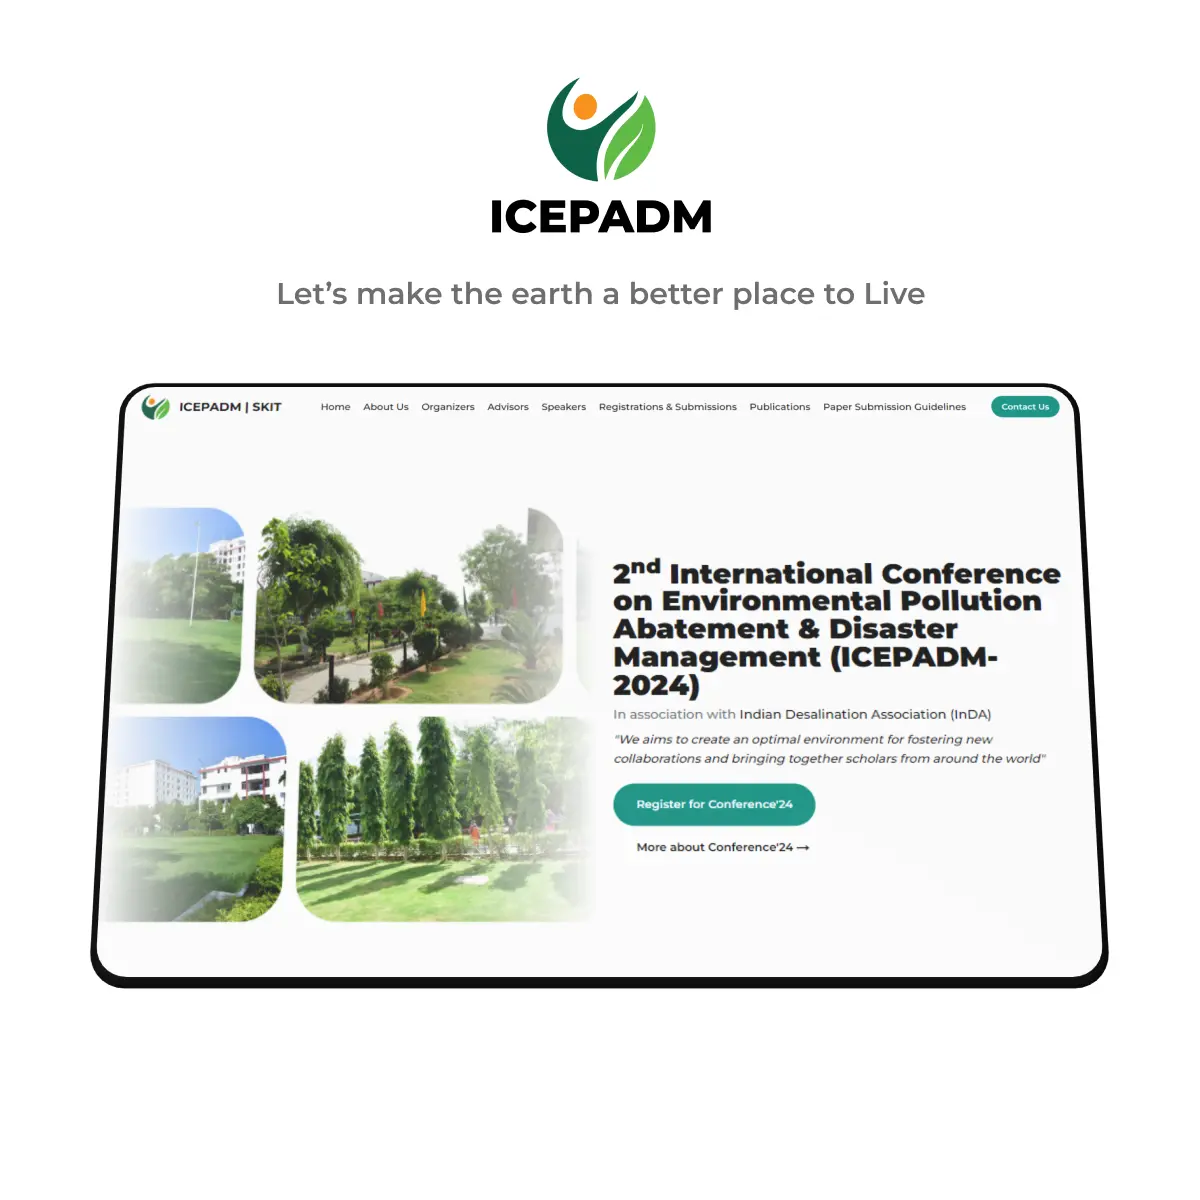 ICEPADM
Let’s make the earth a better place to Live
ICEPADM | SKIT
Home About Us Organizers Advisors Speakers Registrations & Submissions Publications Paper Submission Guidelines Contact Us
2nd International Conference
on Environmental Pollution
Abatement & Disaster
Management (ICEPADM-
2024)
In association with Indian Desalination Association (InDA)
"We aims to create an optimal environment for fostering new
collaborations and bringing together scholars from around the world"
Register for Conference'24
More about Conference'24 →